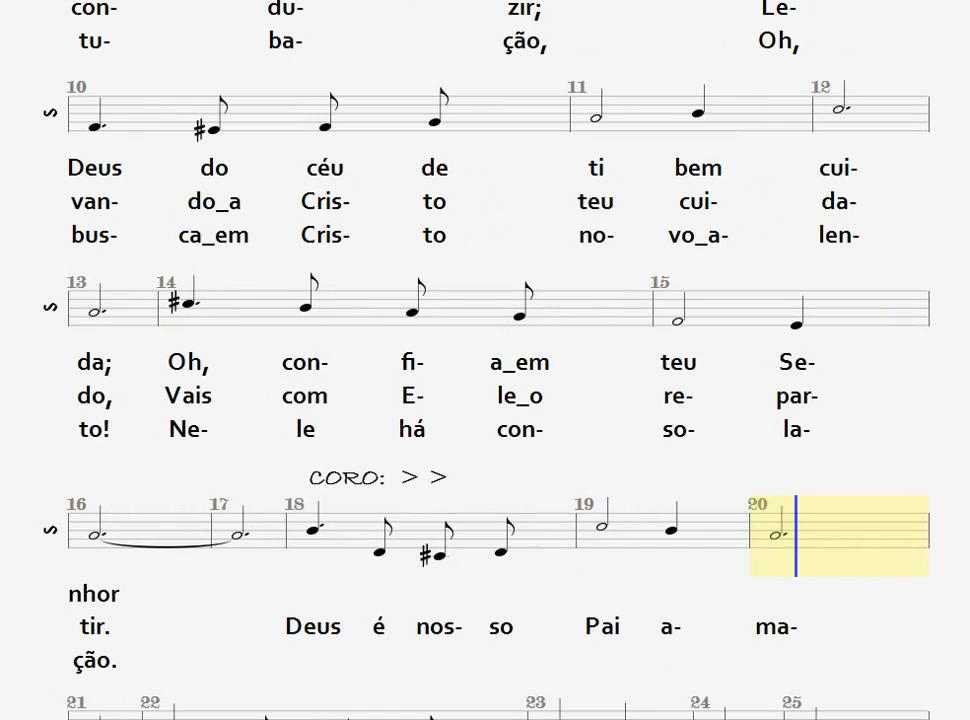 con- du- zir; Le-
tu- ba- ção, Oh,
10 11 12
S
Deus do céu de ti bem cui-
van- do_a Cris- to teu cui- da-
bus- ca_em Cris- to no- vo_a- len-
13 14 15
S
da; Oh, con- fi- a_em teu Se-
do, Vais com E- le_o re- par-
to! Ne- le há con- so- la-
CORO: > >
16 17 18 19 20
S
nhor
tir. Deus é nos- so Pai a- ma-
ção.
21 22 23 24 25